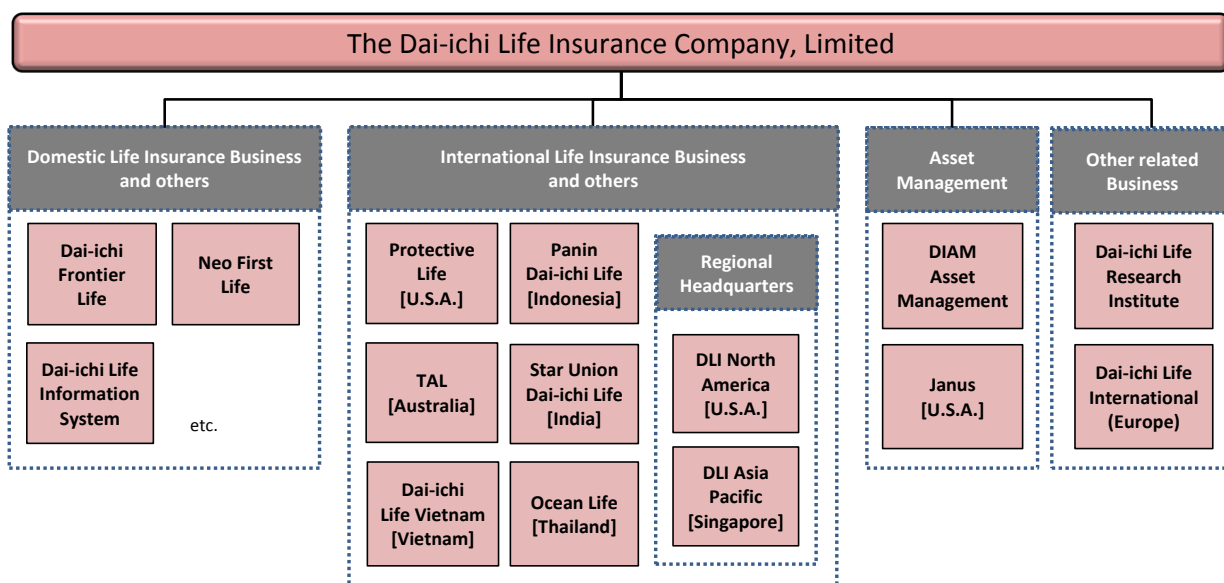 The Dai-ichi Life Insurance Company, Limited
Domestic Life Insurance Business
and others
Dai-ichi
Frontier
Life
Neo First
Life
Dai-ichi Life
Information
System
etc.
International Life Insurance Business
and others
Protective
Life
[U.S.A.]
Panin
Dai-ichi Life
[Indonesia]
TAL
[Australia]
Star Union
Dai-ichi Life
[India]
Dai-ichi
Life Vietnam
[Vietnam]
Ocean Life
[Thailand]
Regional
Headquarters
DLI North
America
[U.S.A.]
DLI Asia
Pacific
[Singapore]
Asset
Management
DIAM
Asset
Management
Janus
[U.S.A.]
Other related
Business
Dai-ichi Life
Research
Institute
Dai-ichi Life
International
(Europe)